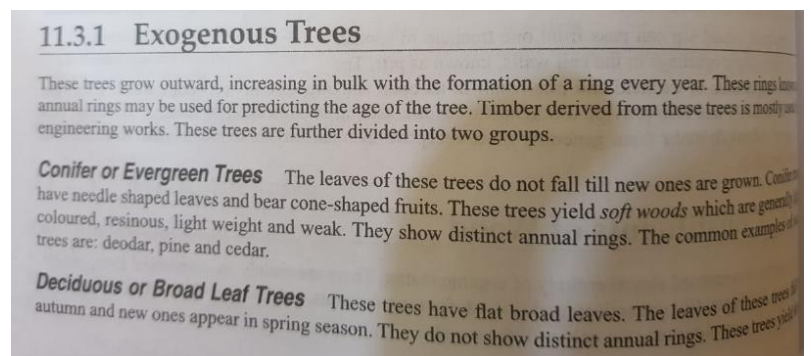 11.3.1 Exogenous Trees
These trees grow outward, increasing in bulk with the formation of a ring every year. These rings
annual rings may be used for predicting the age of the tree. Timber derived from these trees is mostly
engineering works. These trees are further divided into two groups.
Conifer or Evergreen Trees The leaves of these trees do not fall till new ones are grown.
have needle shaped leaves and bear cone-shaped fruits. These trees yield soft woods which are generally
coloured, resinous, light weight and weak. They show distinct annual rings. The common examples
trees are: deodar, pine and cedar.
Deciduous or Broad Leaf Trees These trees have flat broad leaves. The leaves of these trees
autumn and new ones appear in spring season. They do not show distinct annual rings. These trees